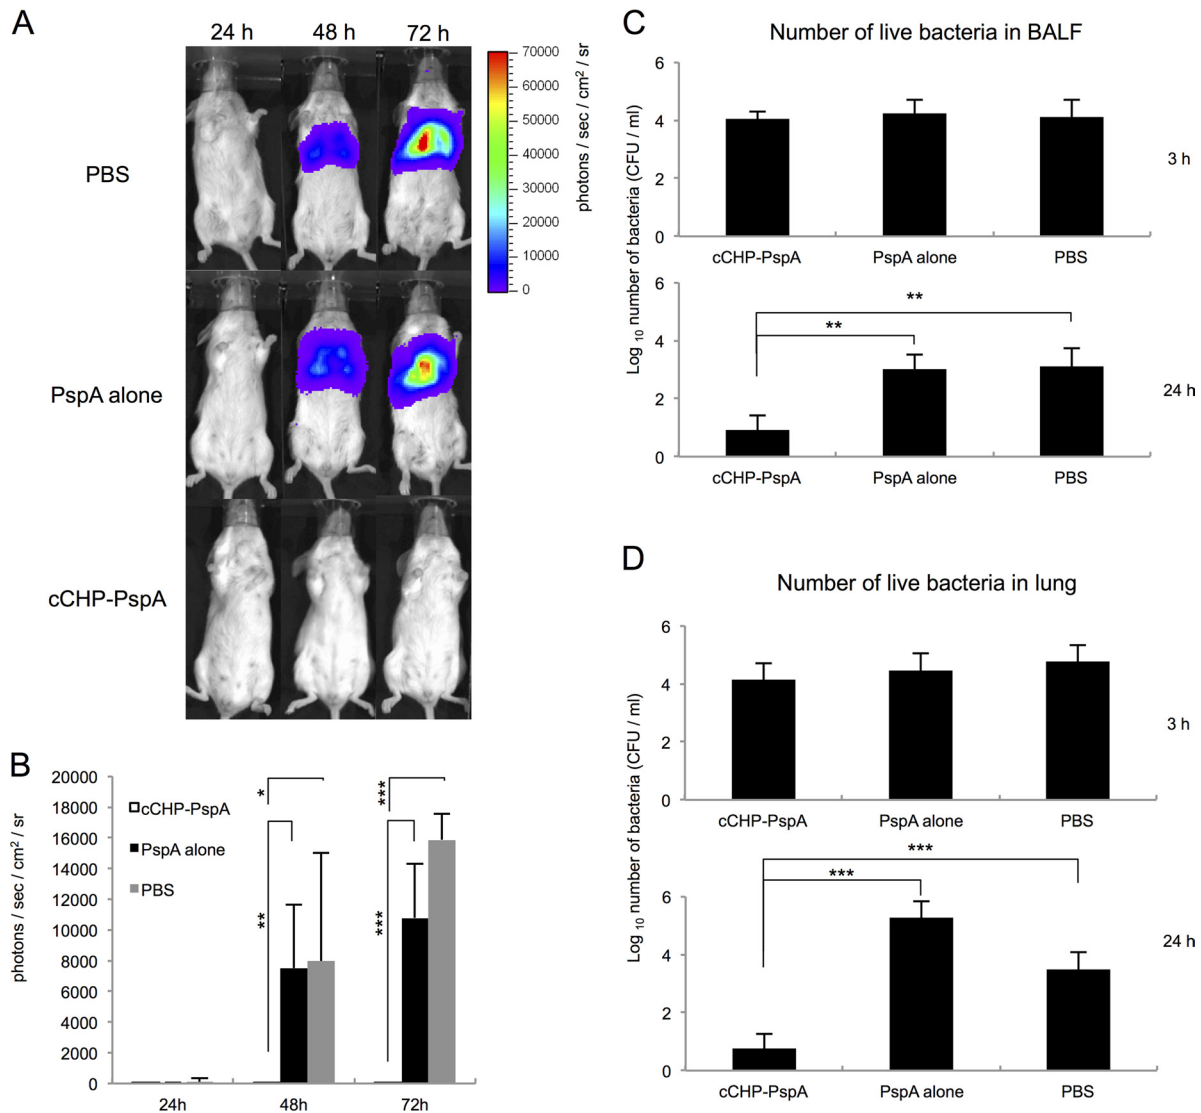 A
24 h 48 h 72 h
PBS
PspA alone
cCHP-PspA
70000
60000
50000
40000
30000
20000
10000
0
photons / sec / cm² / sr
B
20000
18000
16000
14000
12000
10000
8000
6000
4000
2000
0
photons / sec / cm² / sr
cCHP-PspA
PspA alone
PBS
*
**
***
***
24h 48h 72h
C
Number of live bacteria in BALF
Log 10 number of bacteria (CFU / ml)
6
4
2
0
cCHP-PspA PspA alone PBS
3 h
6
4
2
0
**
**
cCHP-PspA PspA alone PBS
24 h
D
Number of live bacteria in lung
Log 10 number of bacteria (CFU / ml)
6
4
2
0
cCHP-PspA PspA alone PBS
3 h
6
4
2
0
***
***
cCHP-PspA PspA alone PBS
24 h